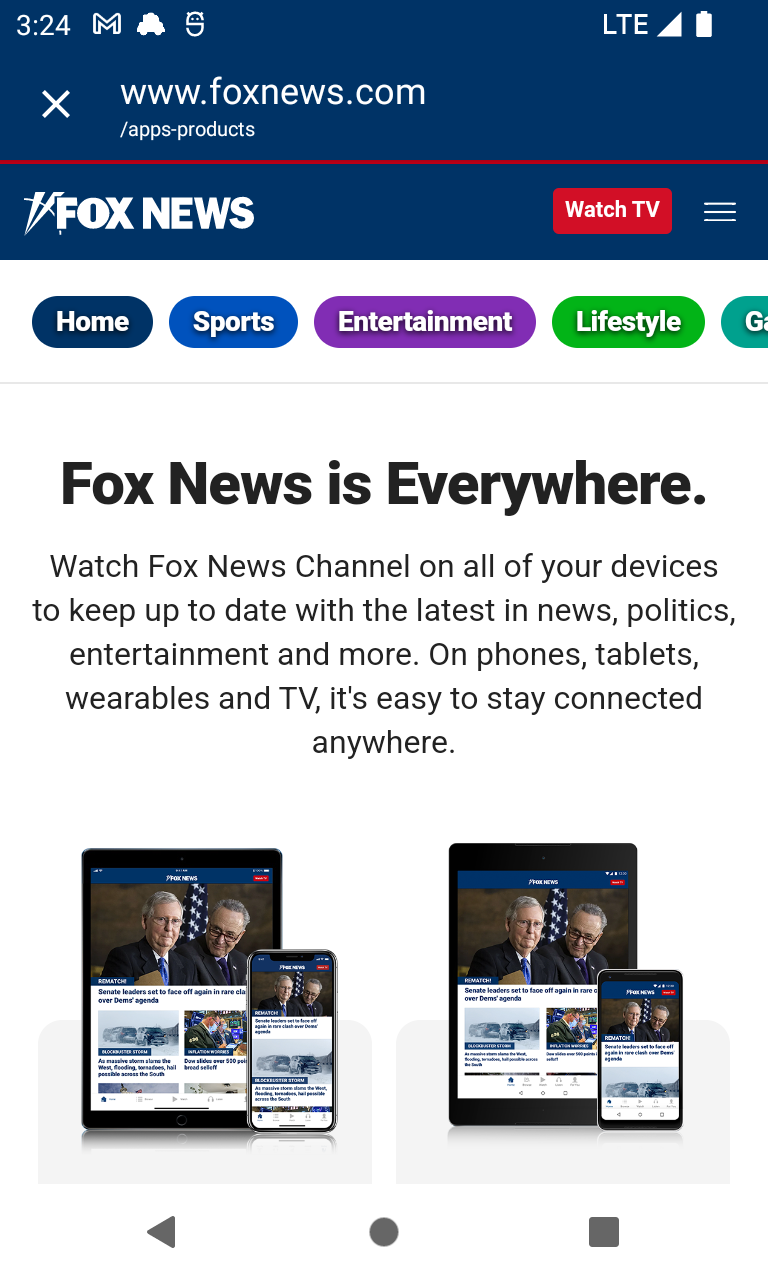 3:24
LTE
www.foxnews.com
/apps-products
FOX NEWS
Watch TV
Home
Sports
Entertainment
Lifestyle
Ga
Fox News is Everywhere.
Watch Fox News Channel on all of your devices
to keep up to date with the latest in news, politics,
entertainment and more. On phones, tablets,
wearables and TV, it's easy to stay connected
anywhere.
FOX NEWS
REMATCH!
Senate leaders set to face off again in rare cla
over Dems' agenda
BLOCKBUSTER STORM
As massive storm slams the
West, flooding, tornadoes, hail
possible across the South
INFLATION WORRIES
Dow slides over 500 poi
broad selloff
FOX NEWS
REMATCH!
Senate leaders set to face off
again in rare clash over Dems'
agenda
BLOCKBUSTER STORM
As massive storm slams the West,
flooding, tornadoes, hail possible
across the South
FOX NEWS
REMATCH!
Senate leaders set to face off again in rare c
over Dems' agenda
BLOCKBUSTER STORM
As massive storm slams the West,
flooding, tornadoes, hail possible across
the South
INFLATION WORRIES
Dow slides over 500 points
selloff
FOX NEWS
REMATCH!
Senate leaders set to face off
again in rare clash over Dems'
agenda